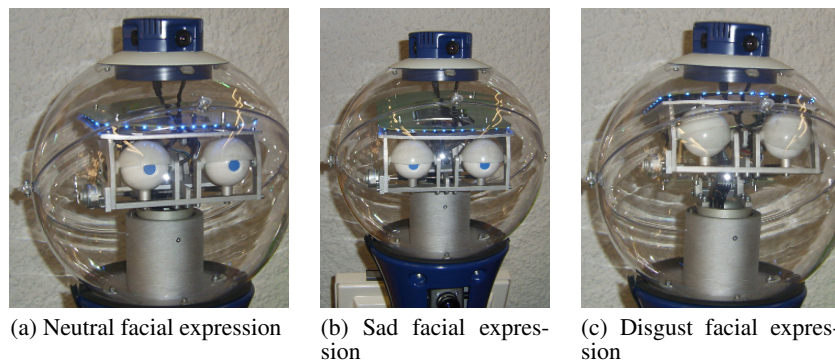 (a) Neutral facial expression
(b) Sad facial expres-
sion
(c) Disgust facial expres-
sion